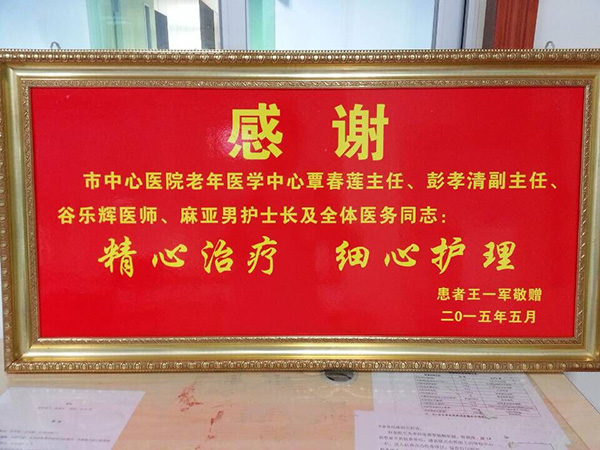 感 谢
市中心医院老年医学中心覃春莲主任、彭孝清副主任、
谷乐辉医师、麻亚男护士长及全体医务同志：
精心治疗 细心护理
患者王一军敬赠
二0一五年五月